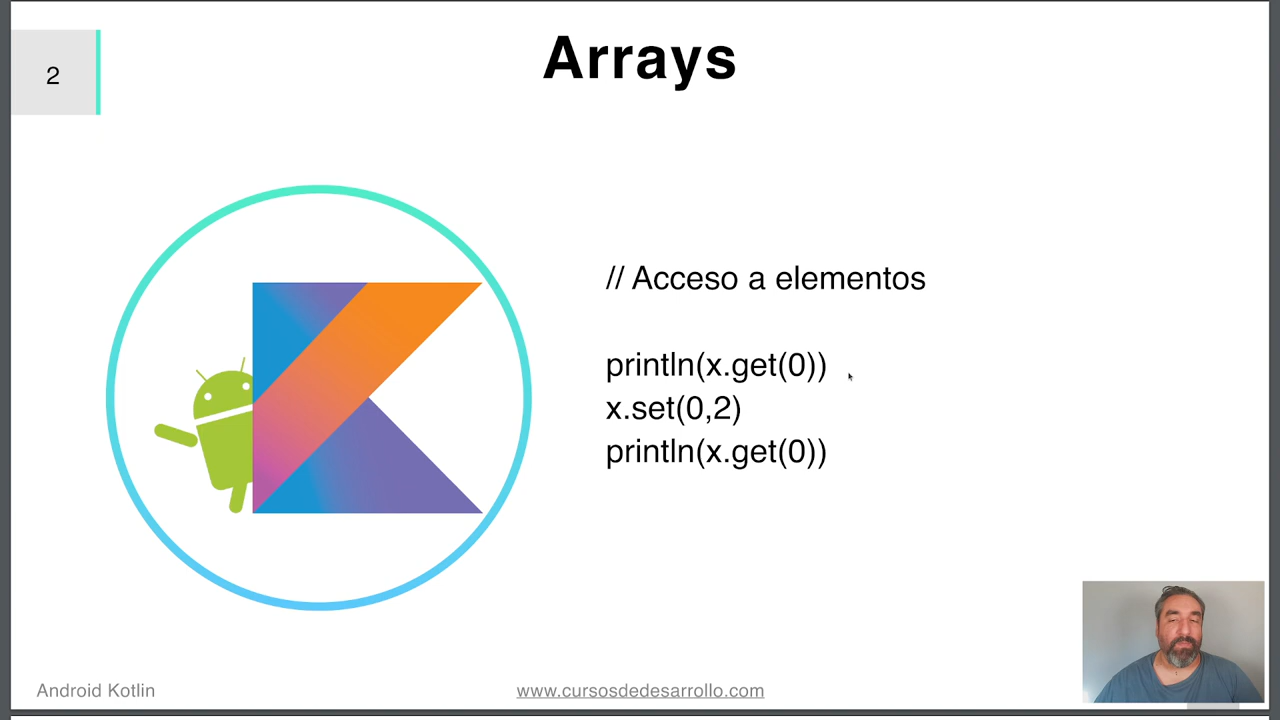 2
Arrays
// Acceso a elementos
println(x.get(0))
x.set(0,2)
println(x.get(0))
Android Kotlin
www.cursosdedesarrollo.com